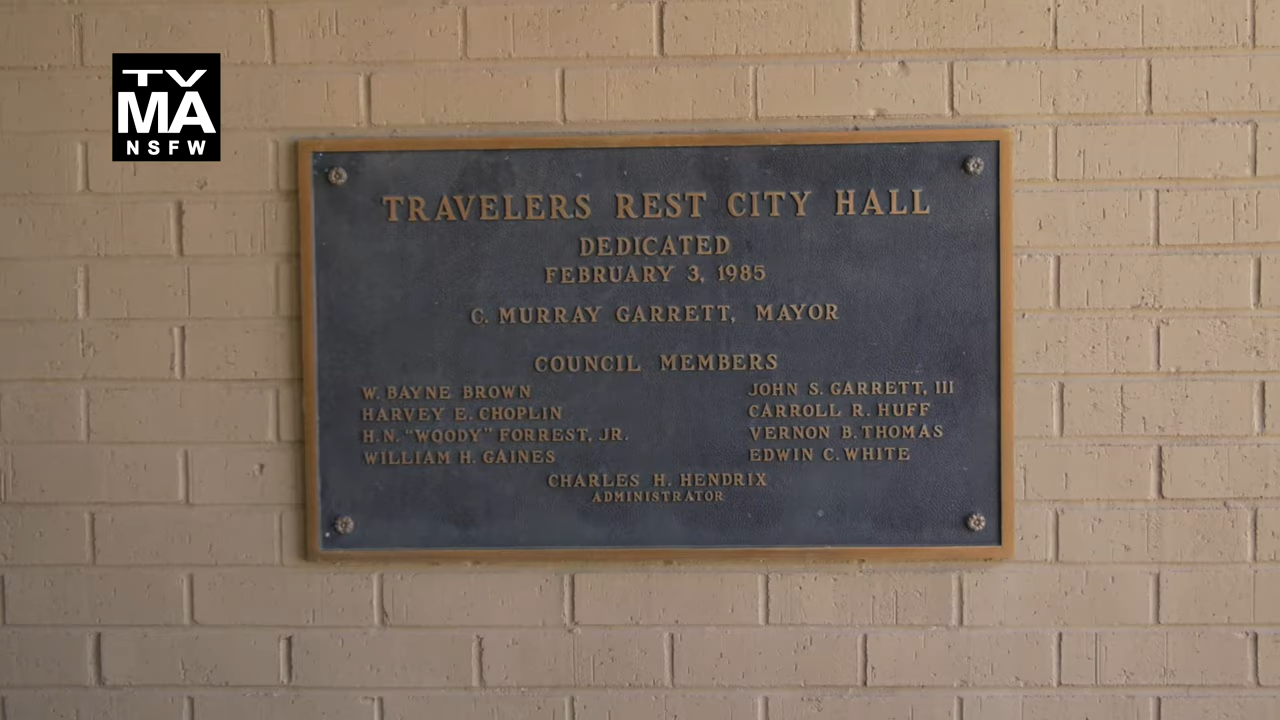 TV
MA
NSFW
TRAVELERS REST CITY HALL
DEDICATED
FEBRUARY 3, 1985
C. MURRAY GARRETT, MAYOR
COUNCIL MEMBERS
W. BAYNE BROWN
HARVEY E. CHOPLIN
H.N. "WOODY" FORREST, JR.
WILLIAM H. GAINES
JOHN S. GARRETT, III
CARROLL R. HUFF
VERNON B. THOMAS
EDWIN C. WHITE
CHARLES H. HENDRIX
ADMINISTRATOR